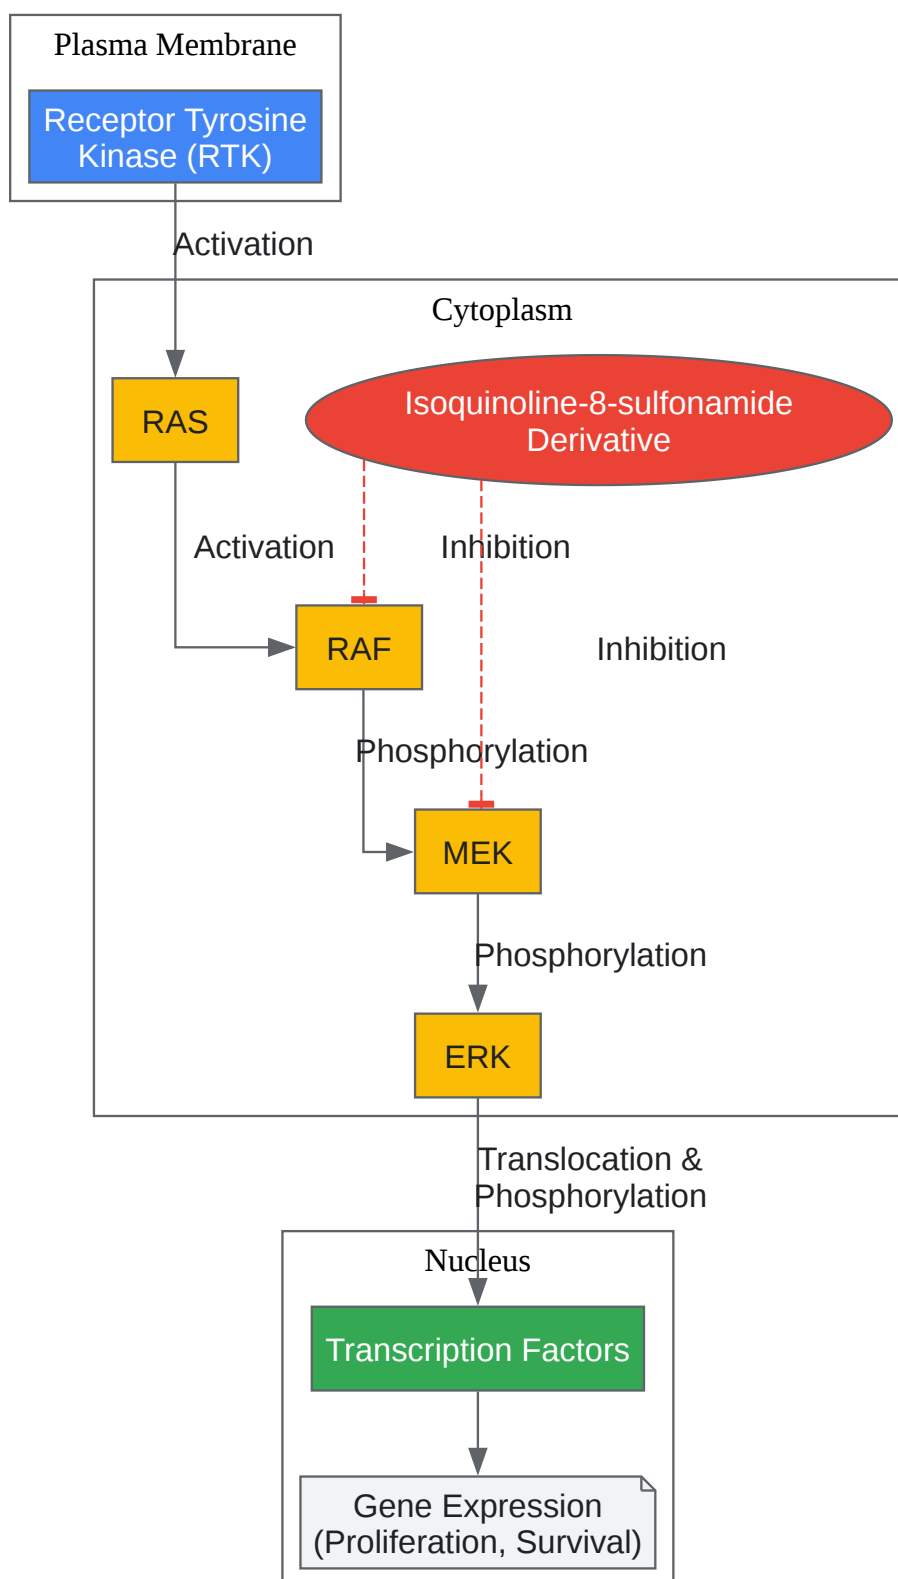 Plasma Membrane
Receptor Tyrosine
Kinase (RTK)
Activation
Cytoplasm
RAS
Isoquinoline-8-sulfonamide
Derivative
Activation
Inhibition
RAF
Inhibition
Phosphorylation
MEK
Phosphorylation
ERK
Translocation &
Phosphorylation
Nucleus
Transcription Factors
Gene Expression
(Proliferation, Survival)